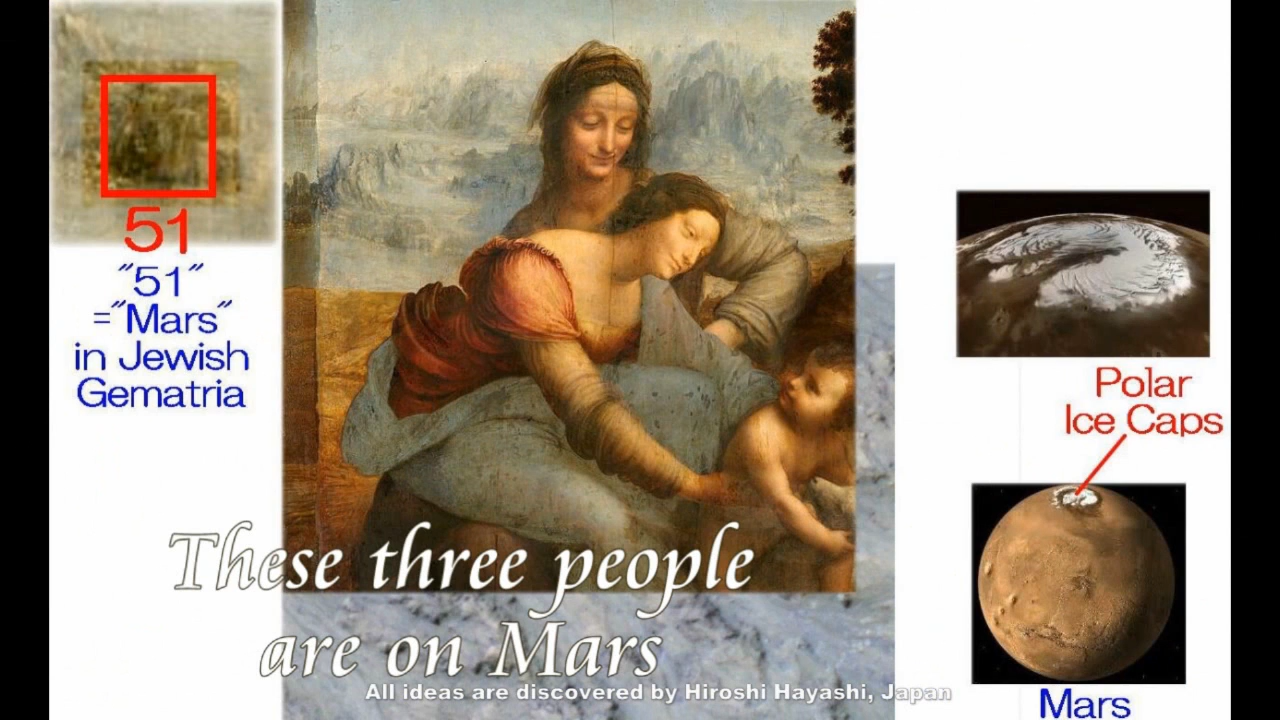 51
"51"
="Mars"
in Jewish
Gematria
Polar
Ice Caps
These three people
are on Mars
All ideas are discovered by Hiroshi Hayashi, Japan
Mars